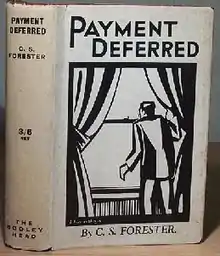 PAYMENT
DEFERRED
C. S.
FORESTER
3/6
NET
THE
BODLEY
HEAD
PAYMENT
DEFERRED
By C. S. FORESTER.